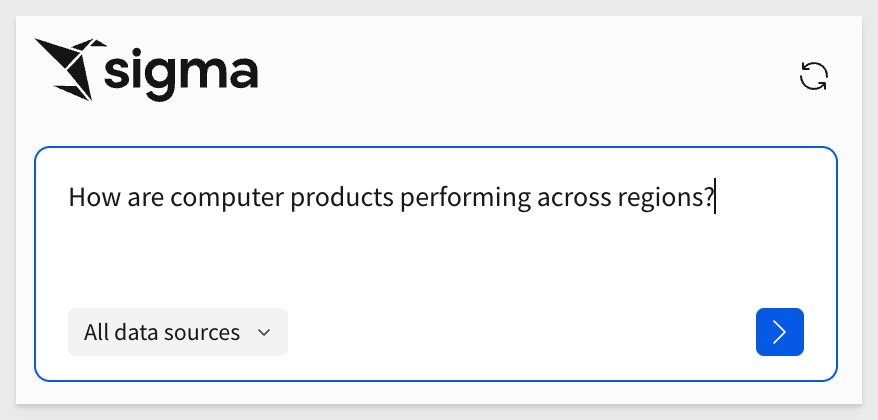 sigma
How are computer products performing across regions?
All data sources